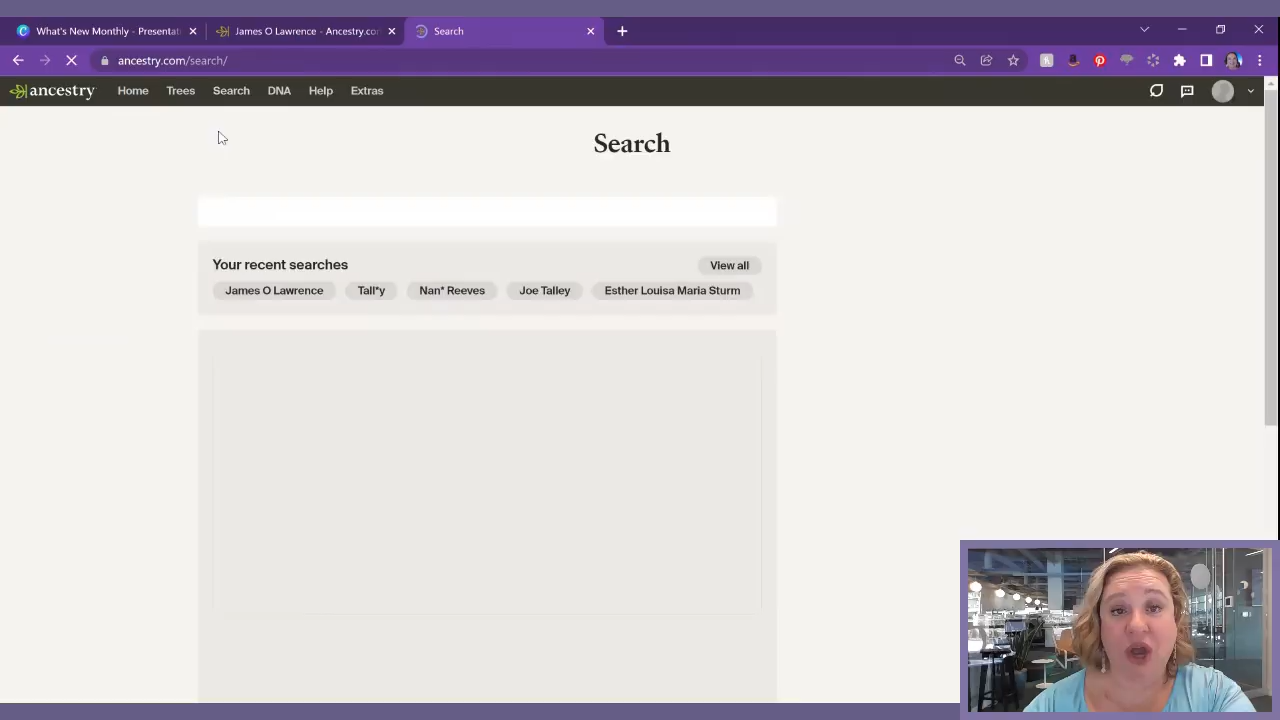 What's New Monthly - Presentat
James O Lawrence - Ancestry.co
Search
ancestry.com/search/
ancestry Home Trees Search DNA Help Extras
Search
Your recent searches View all
James O Lawrence Tall*y Nan* Reeves Joe Talley Esther Louisa Maria Sturm